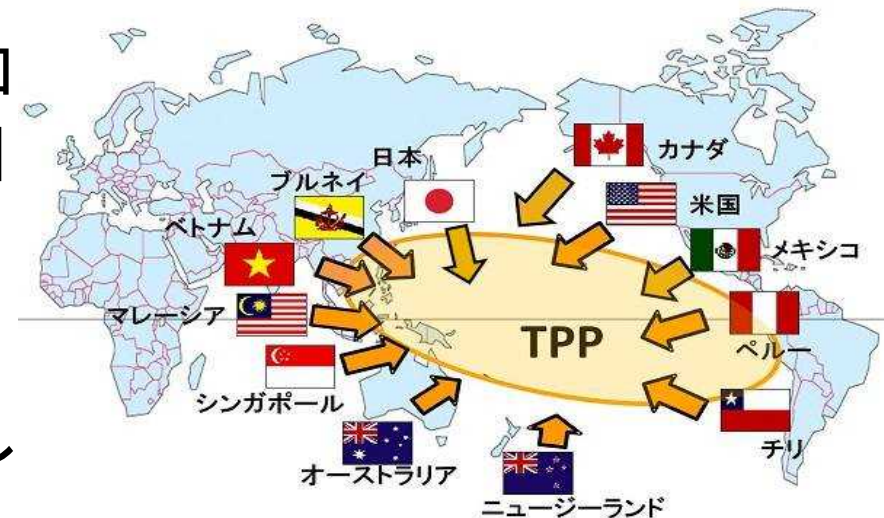 カナダ
日本
ブルネイ
米国
ベトナム
メキシコ
マレーシア
TPP
ペルー
シンガポール
チリ
オーストラリア
ニュージーランド